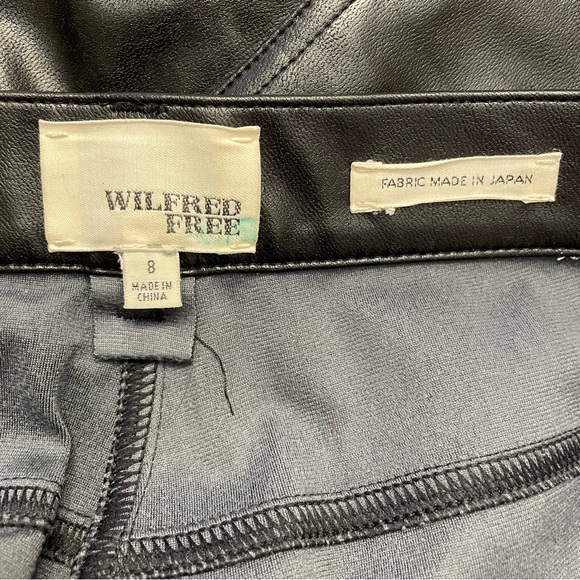 WILFRED
FREE
FABRIC MADE IN JAPAN
8
MADE IN
CHINA